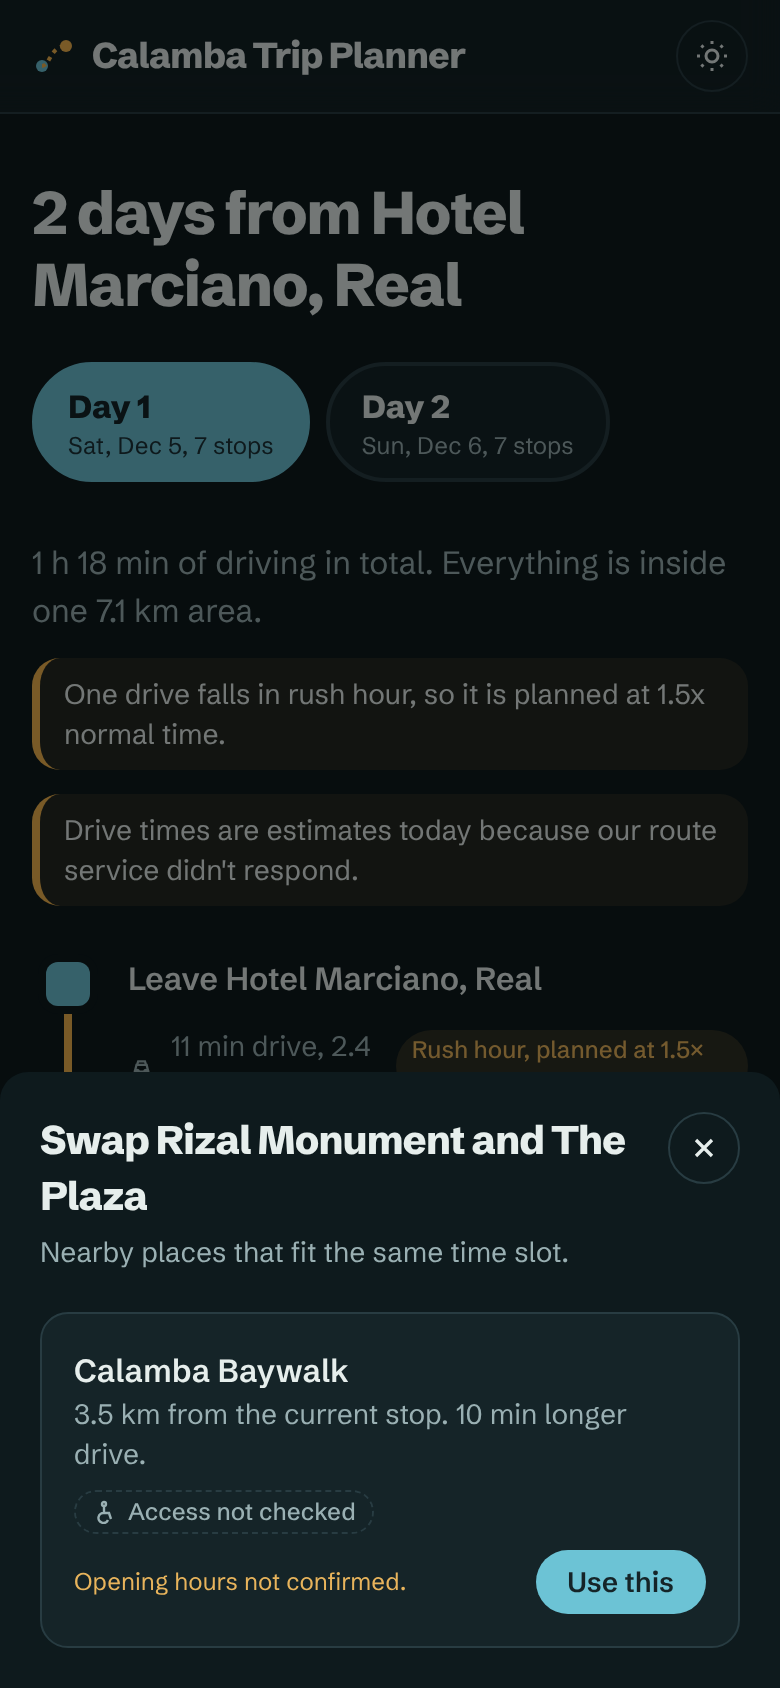 Calamba Trip Planner
2 days from Hotel
Marciano, Real
Day 1
Sat, Dec 5, 7 stops
Day 2
Sun, Dec 6, 7 stops
1 h 18 min of driving in total. Everything is inside
one 7.1 km area.
One drive falls in rush hour, so it is planned at 1.5x
normal time.
Drive times are estimates today because our route
service didn't respond.
Leave Hotel Marciano, Real
11 min drive, 2.4
Rush hour, planned at 1.5×
Swap Rizal Monument and The
Plaza
Nearby places that fit the same time slot.
Calamba Baywalk
3.5 km from the current stop. 10 min longer
drive.
Access not checked
Opening hours not confirmed.
Use this